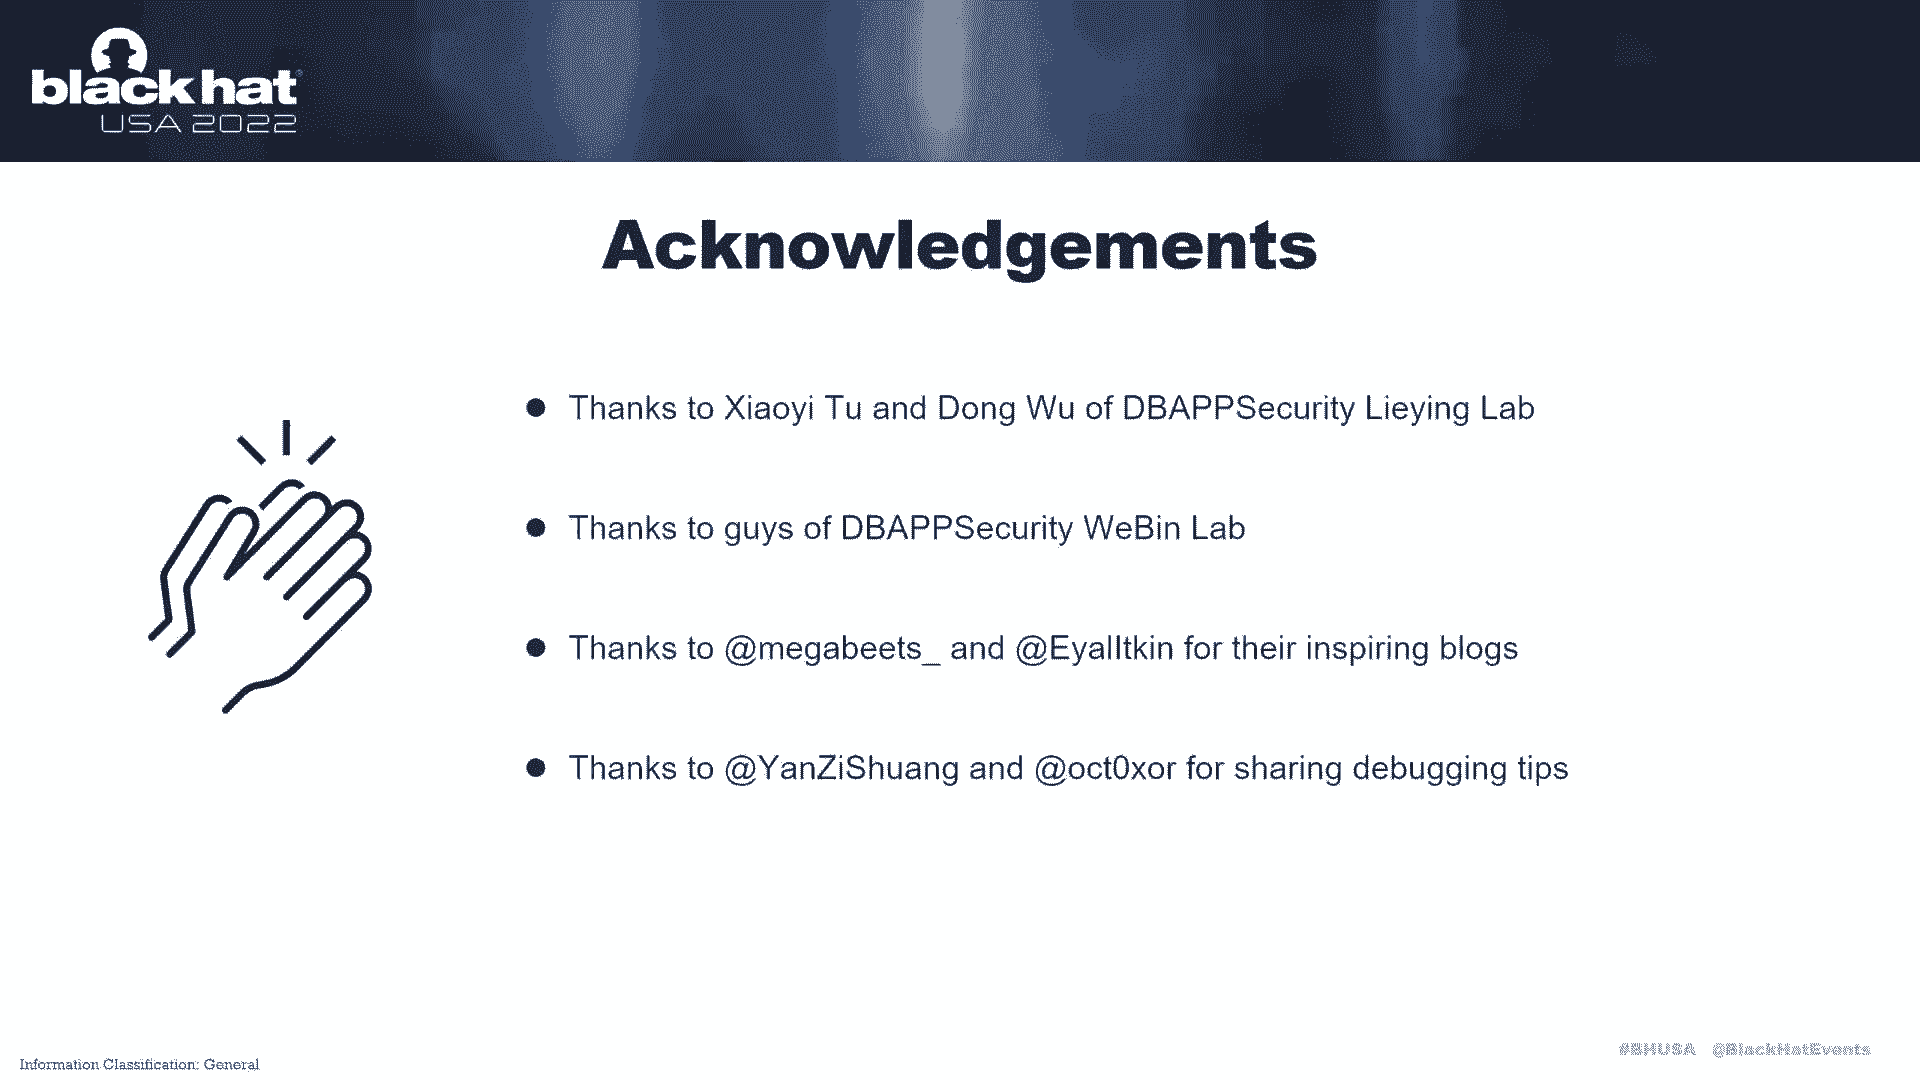 black hat
USA 2022
Acknowledgements
● Thanks to Xiaoyi Tu and Dong Wu of DBAPPSecurity Lieying Lab
● Thanks to guys of DBAPPSecurity WeBin Lab
● Thanks to @megabeets_ and @EyalItkin for their inspiring blogs
● Thanks to @YanZiShuang and @oct0xor for sharing debugging tips
Information Classification: General
#BHUSA @BlackHatEvents